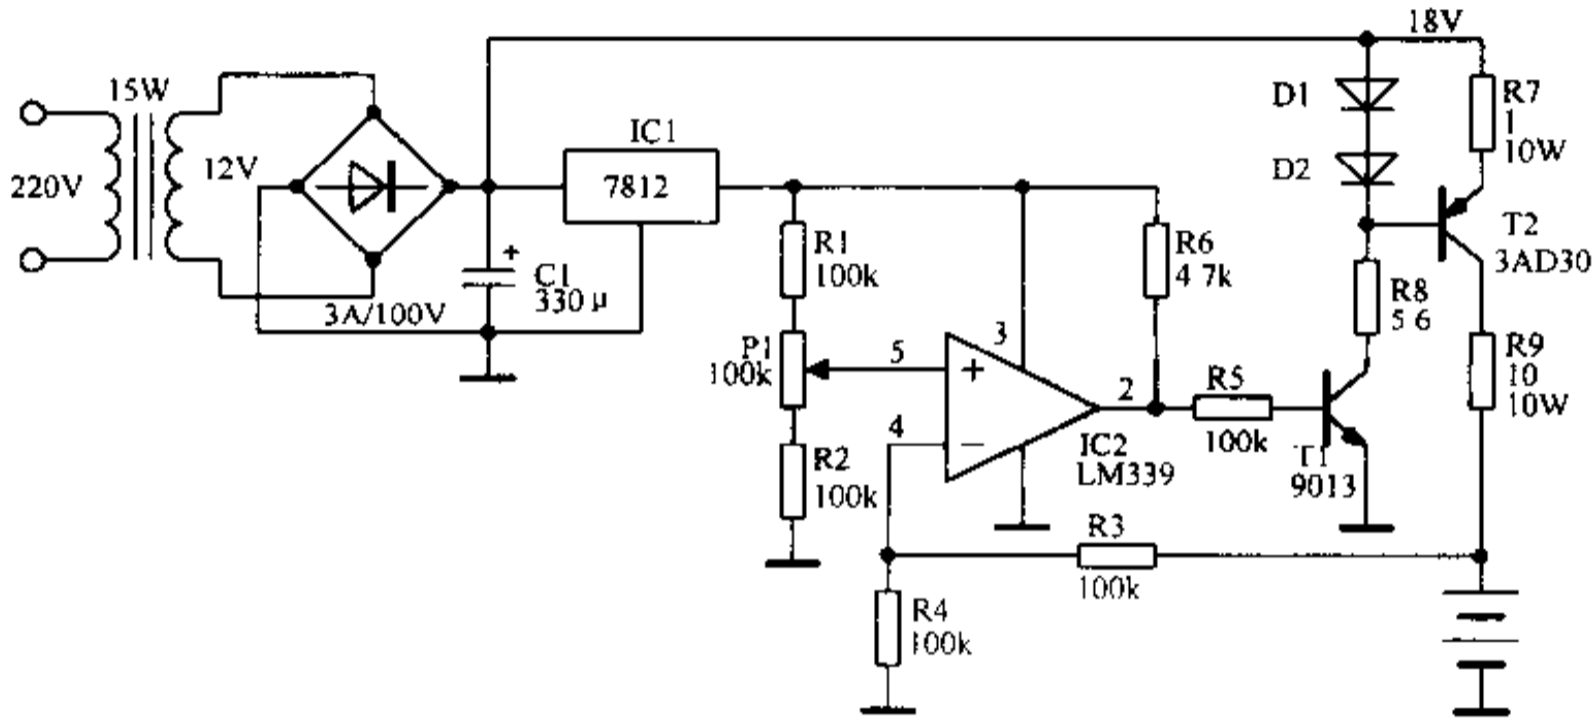 18V
15W
220V
12V
3A/100V
IC1
7812
+
C1
330μ
R1
100k
P1
100k
R2
100k
5
4
3
2
+
−
IC2
LM339
R6
4 7k
R5
100k
T1
9013
D1
D2
R7
1
10W
T2
3AD30
R8
5 6
R9
10
10W
R3
100k
R4
100k